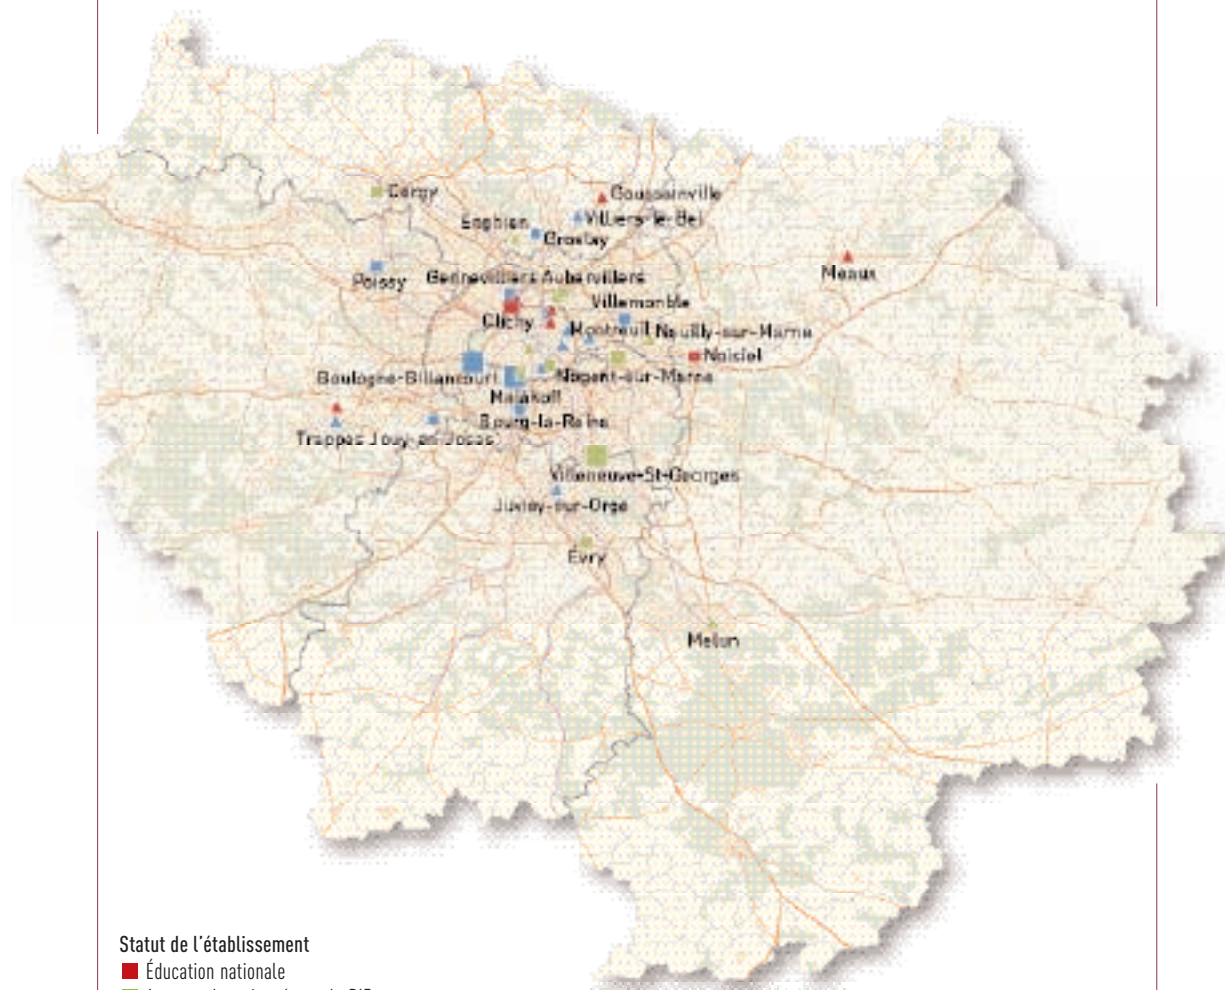 Cergy
Goussainville
Villiers-le-Bel
Enghien
Groslay
Meaux
Poissy
Gennevilliers Aubervilliers
Villemomble
Clichy
Montreuil Neuilly-sur-Marne
Noisiel
Boulogne-Billancourt
Nogent-sur-Marne
Malakoff
Bourg-la-Reine
Trappes Jouy-en-Josas
Villeneuve-St-Georges
Juvisy-sur-Orge
Évry
Melun
Statut de l'établissement
Éducation nationale